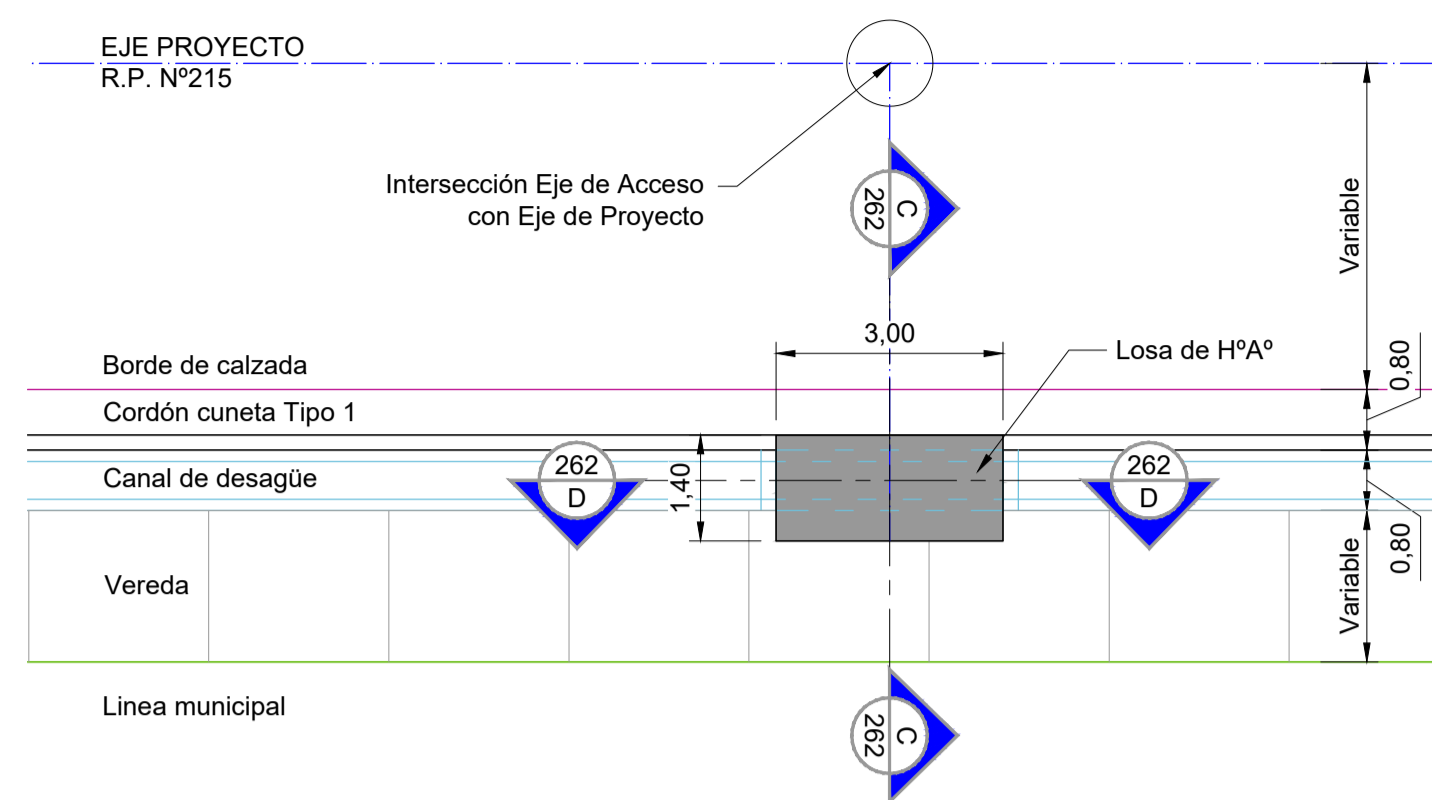 EJE PROYECTO
R.P. Nº215
Intersección Eje de Acceso
con Eje de Proyecto
C
262
Variable
3,00
Losa de HºAº
0,80
Borde de calzada
Cordón cuneta Tipo 1
Canal de desagüe
262
D
1,40
262
D
0,80
Vereda
Variable
Linea municipal
C
262